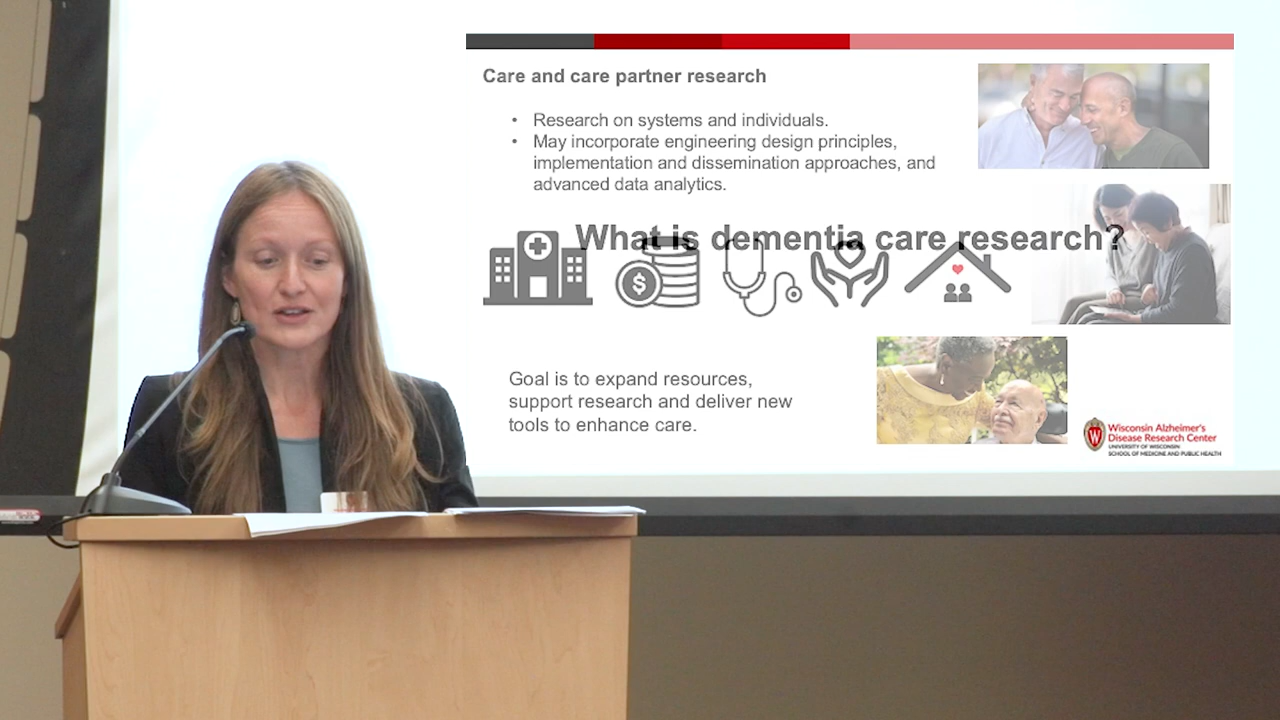 Care and care partner research
• Research on systems and individuals.
• May incorporate engineering design principles,
implementation and dissemination approaches, and
advanced data analytics.
What is dementia care research?
$
Goal is to expand resources,
support research and deliver new
tools to enhance care.
W
Wisconsin Alzheimer's
Disease Research Center
UNIVERSITY OF WISCONSIN
SCHOOL OF MEDICINE AND PUBLIC HEALTH